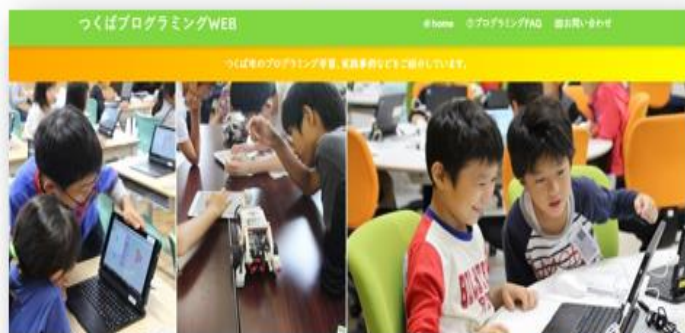 つくばプログラミングWEB
home
プログラミングFAQ
お問い合わせ
つくば市のプログラミング学習、実践事例などをご紹介しています。